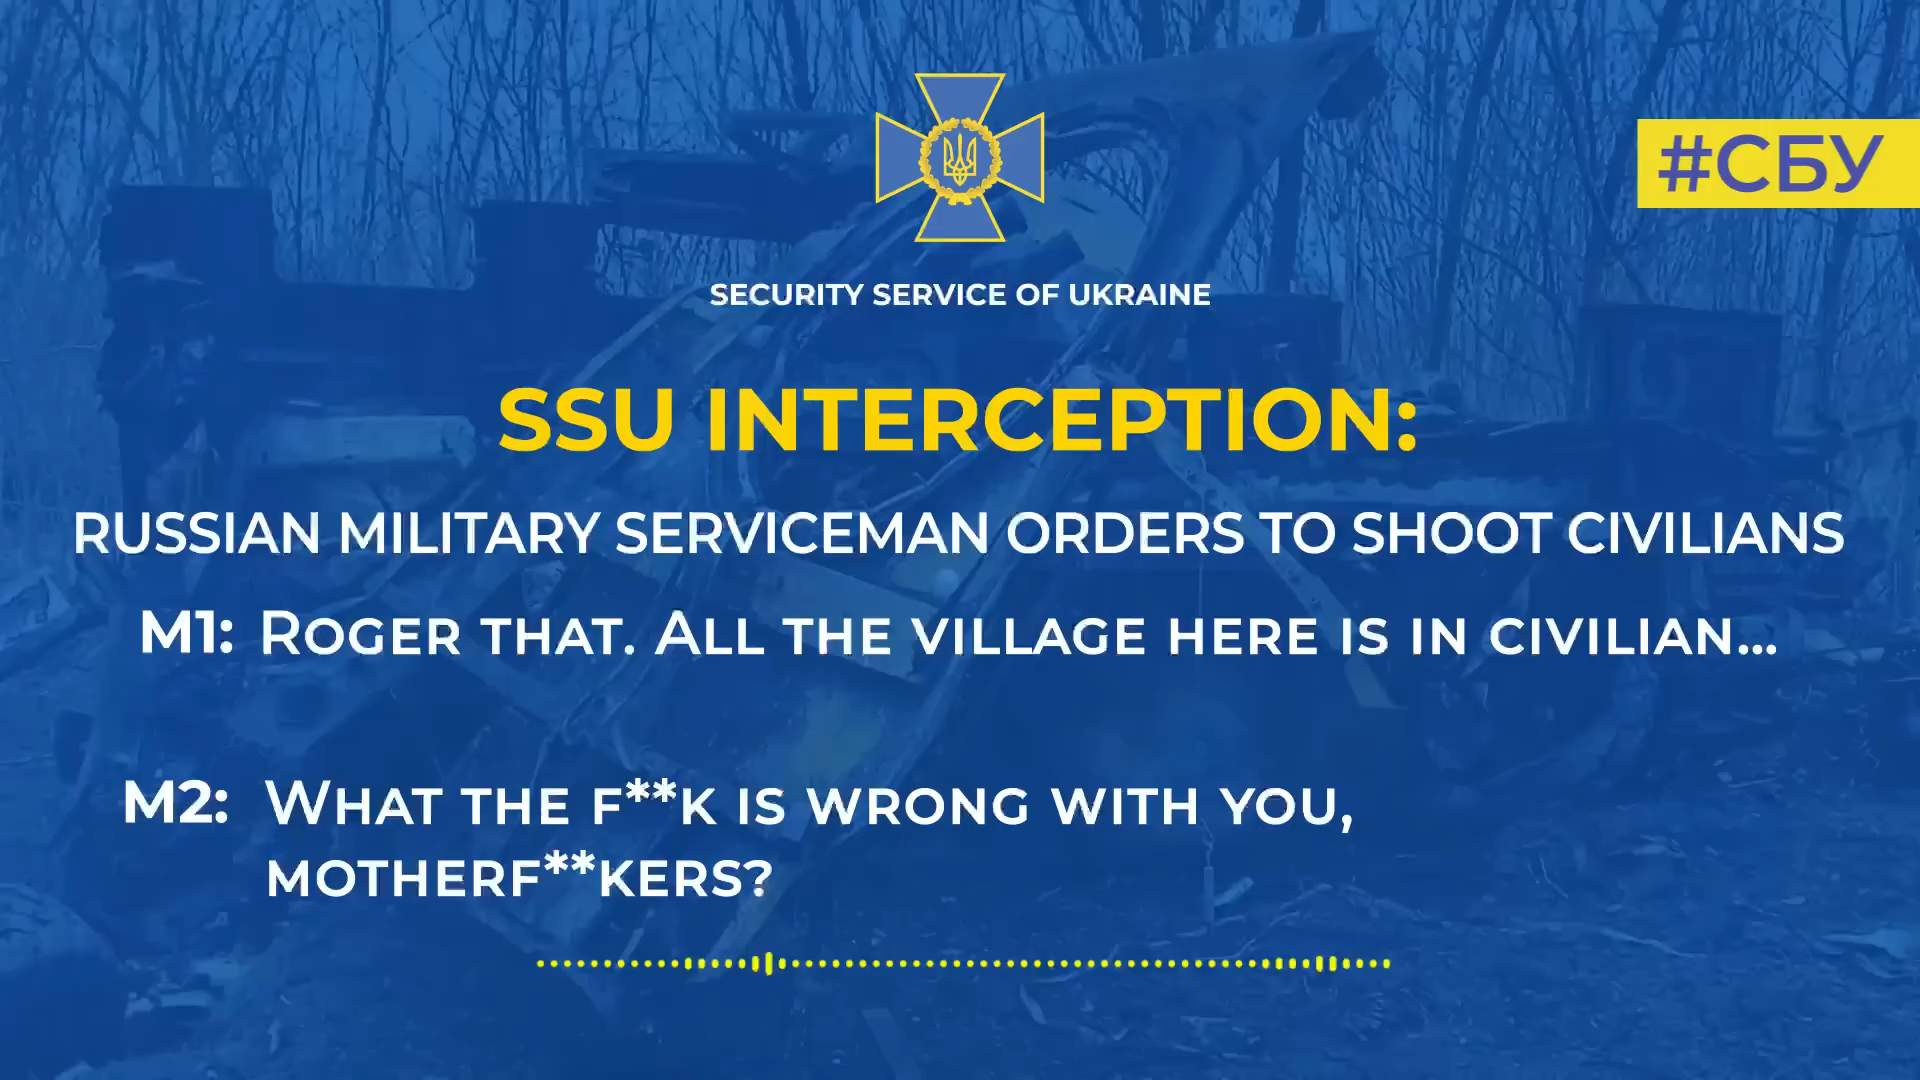 #СБУ
SECURITY SERVICE OF UKRAINE
SSU INTERCEPTION:
RUSSIAN MILITARY SERVICEMAN ORDERS TO SHOOT CIVILIANS
M1: ROGER THAT. ALL THE VILLAGE HERE IS IN CIVILIAN...
M2: WHAT THE F**K IS WRONG WITH YOU,
MOTHERF**KERS?